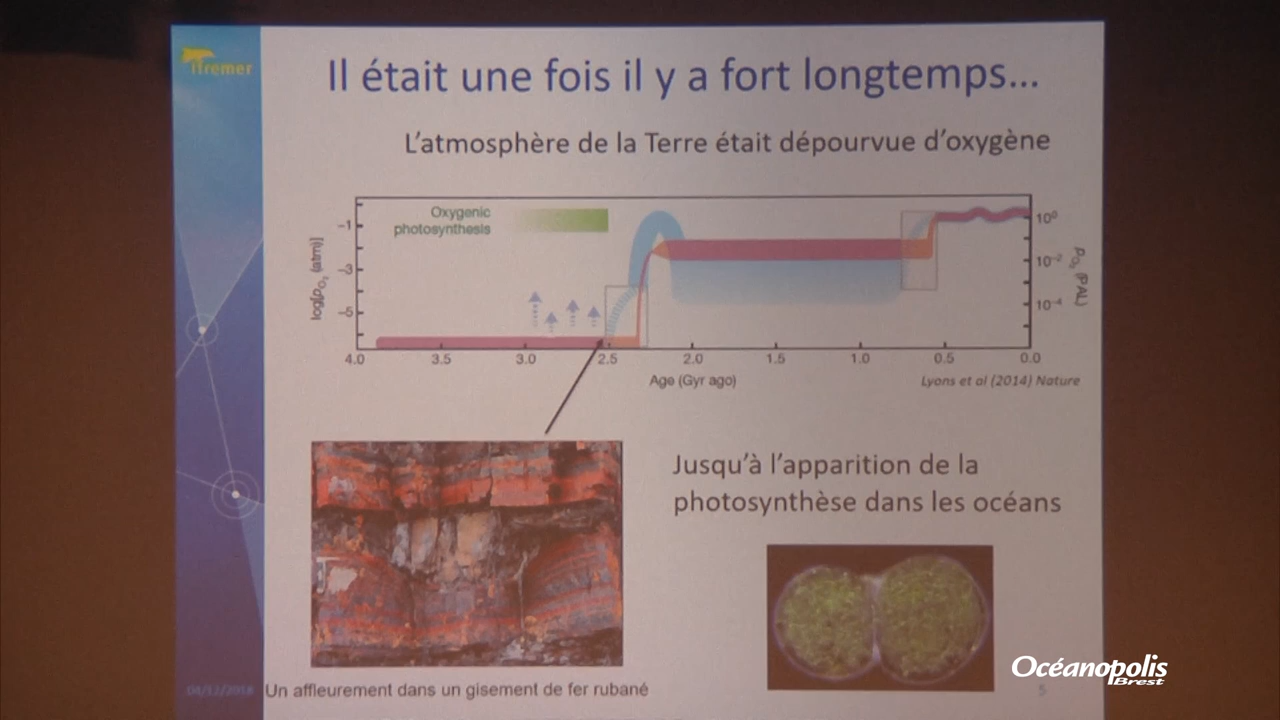 ifremer
Il était une fois il y a fort longtemps...
L'atmosphère de la Terre était dépourvue d'oxygène
Oxygenic
photosynthesis
log[pO₂ (atm)]
−1
−3
−5
10⁰
10⁻²
10⁻⁴
pO₂ (PAL)
4.0 3.5 3.0 2.5 2.0 1.5 1.0 0.5 0.0
Age (Gyr ago)
Lyons et al (2014) Nature
Jusqu'à l'apparition de la
photosynthèse dans les océans
Océanopolis
Brest
04/12/2018
Un affleurement dans un gisement de fer rubané
5